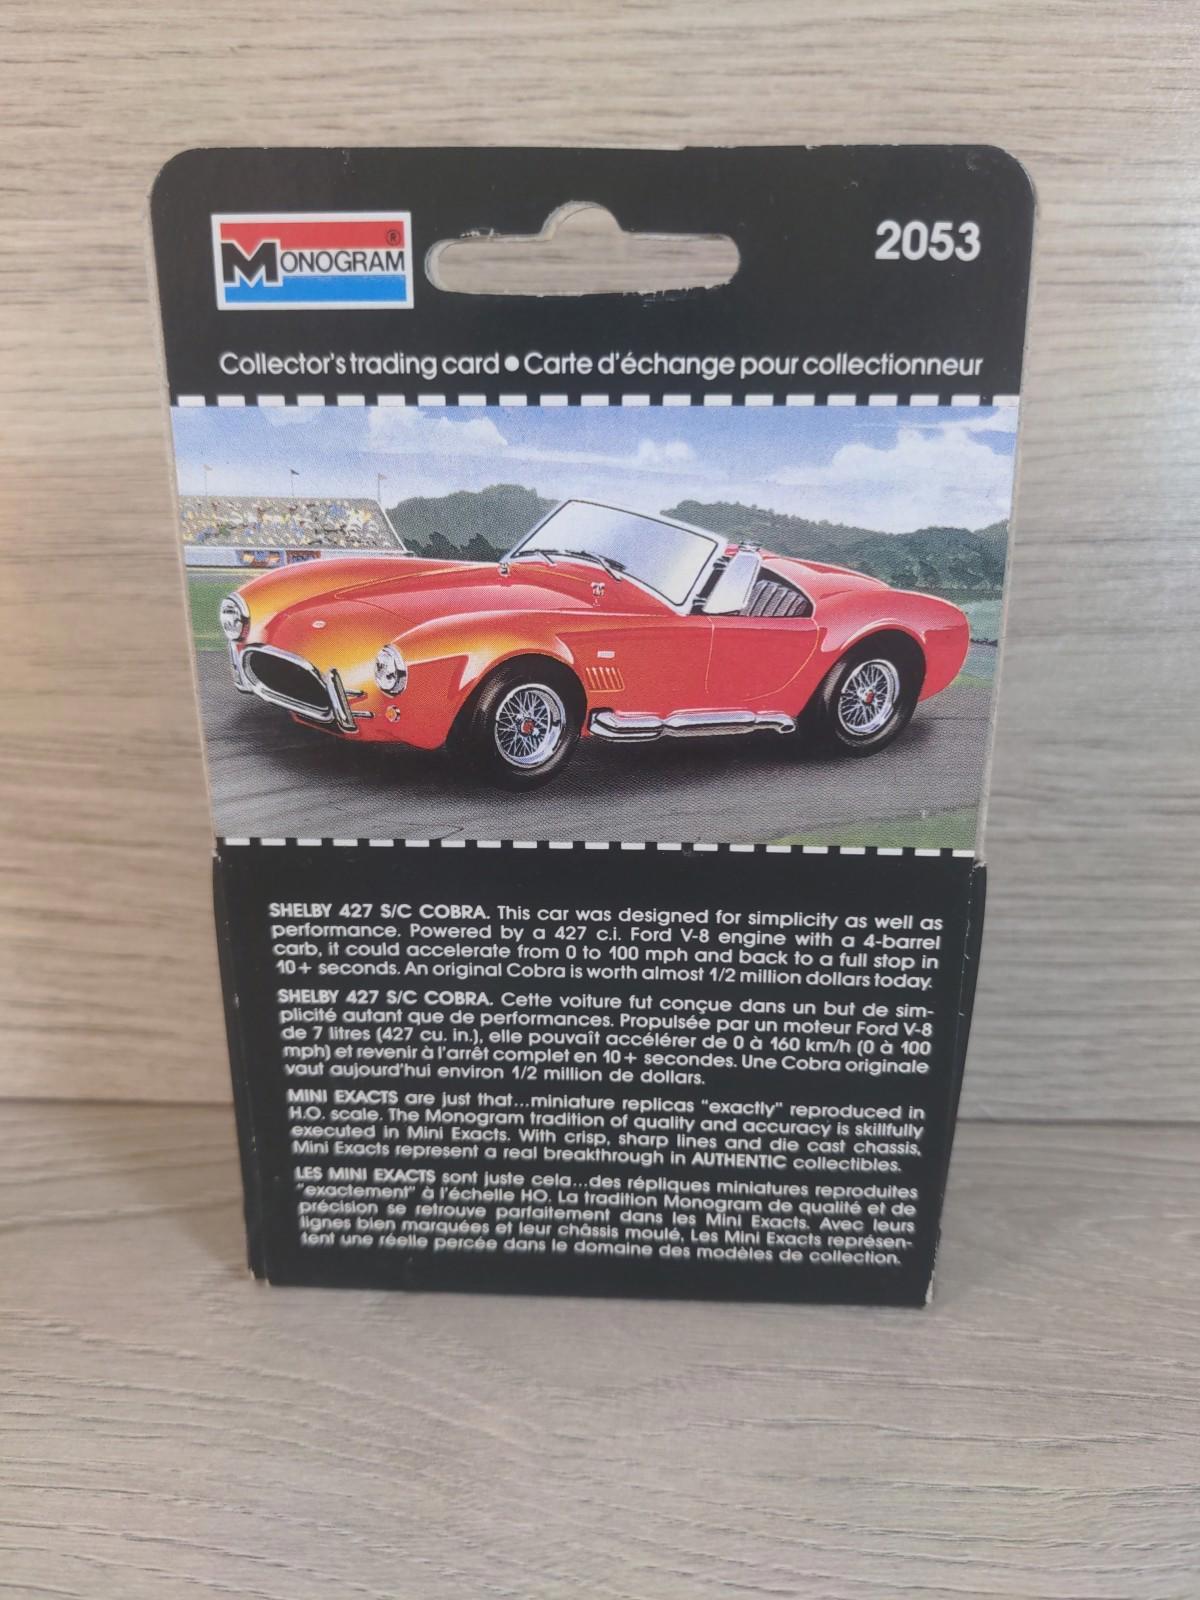 MONOGRAM®
2053
Collector's trading card • Carte d'échange pour collectionneur
SHELBY 427 S/C COBRA. This car was designed for simplicity as well as
performance. Powered by a 427 c.i. Ford V-8 engine with a 4-barrel
carb, it could accelerate from 0 to 100 mph and back to a full stop in
10+ seconds. An original Cobra is worth almost 1/2 million dollars today.
SHELBY 427 S/C COBRA. Cette voiture fut conçue dans un but de sim-
plicité autant que de performances. Propulsée par un moteur Ford V-8
de 7 litres (427 cu. in.), elle pouvaît accélérer de 0 à 160 km/h (0 à 100
mph) et revenir à l'arrêt complet en 10+ secondes. Une Cobra originale
vaut aujourd'hui environ 1/2 million de dollars.
MINI EXACTS are just that...miniature replicas "exactly" reproduced in
H.O. scale. The Monogram tradition of quality and accuracy is skillfully
executed in Mini Exacts. With crisp, sharp lines and die cast chassis,
Mini Exacts represent a real breakthrough in AUTHENTIC collectibles.
LES MINI EXACTS sont juste cela...des répliques miniatures reproduites
"exactement" à l'échelle HO. La tradition Monogram de qualité et de
précision se retrouve parfaitement dans les Mini Exacts. Avec leurs
lignes bien marquées et leur châssis moulé, Les Mini Exacts représen-
tent une réelle percée dans le domaine des modèles de collection.